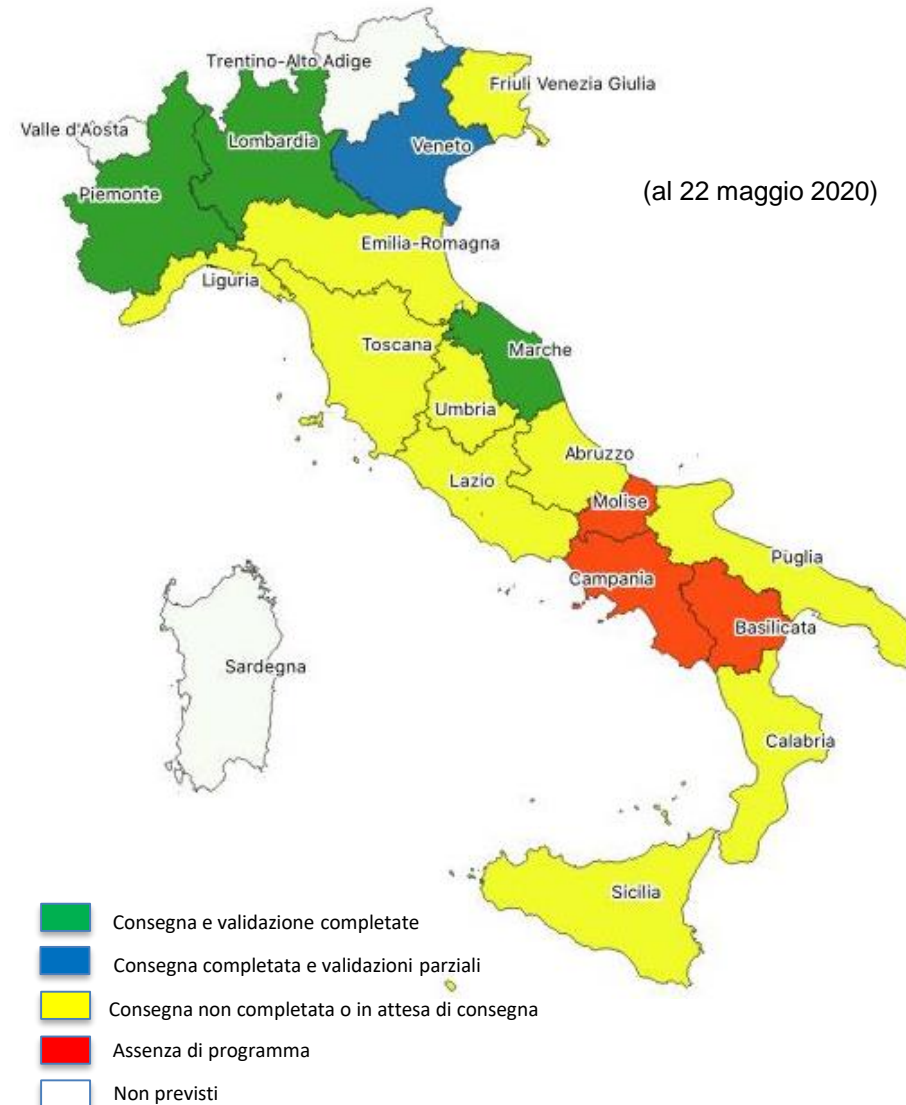 Trentino-Alto Adige
Friuli Venezia Giulia
Valle d'Aosta
Lombardia
Veneto
Piemonte
(al 22 maggio 2020)
Emilia-Romagna
Liguria
Toscana
Marche
Umbria
Abruzzo
Lazio
Molise
Puglia
Campania
Basilicata
Sardegna
Calabria
Sicilia
Consegna e validazione completate
Consegna completata e validazioni parziali
Consegna non completata o in attesa di consegna
Assenza di programma
Non previsti